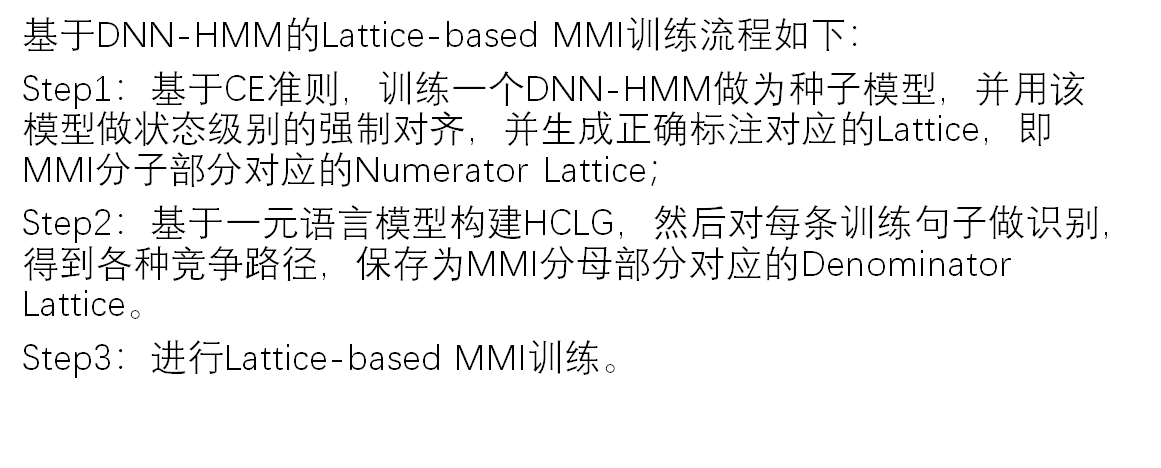 基于DNN-HMM的Lattice-based MMI训练流程如下：
Step1：基于CE准则，训练一个DNN-HMM做为种子模型，并用该
模型做状态级别的强制对齐，并生成正确标注对应的Lattice，即
MMI分子部分对应的Numerator Lattice；
Step2：基于一元语言模型构建HCLG，然后对每条训练句子做识别，
得到各种竞争路径，保存为MMI分母部分对应的Denominator
Lattice。
Step3：进行Lattice-based MMI训练。